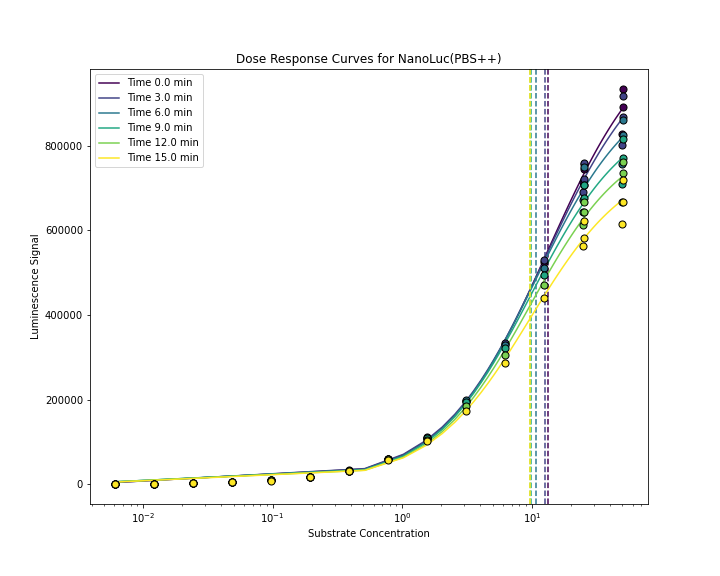 Dose Response Curves for NanoLuc(PBS++)
Time 0.0 min
Time 3.0 min
Time 6.0 min
Time 9.0 min
Time 12.0 min
Time 15.0 min
800000
600000
400000
200000
0
Luminescence Signal
10⁻² 10⁻¹ 10⁰ 10¹
Substrate Concentration